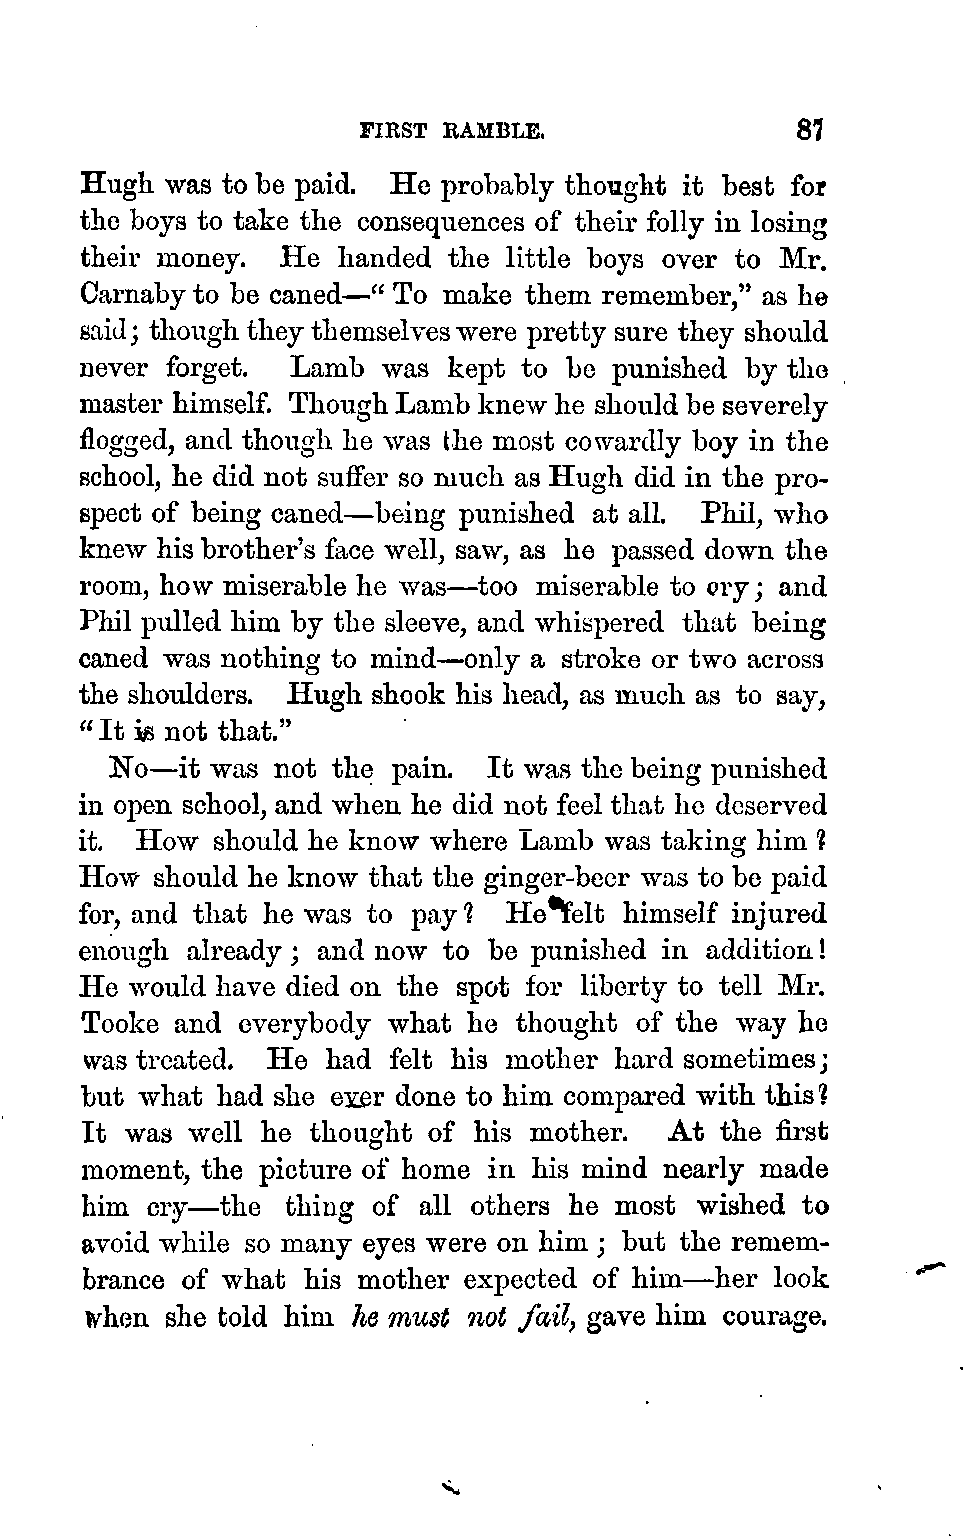 FIRST RAMBLE. 87
Hugh was to be paid. He probably thought it best for
the boys to take the consequences of their folly in losing
their money. He handed the little boys over to Mr.
Carnaby to be caned—“ To make them remember,” as he
said; though they themselves were pretty sure they should
never forget. Lamb was kept to be punished by the
master himself. Though Lamb knew he should be severely
flogged, and though he was the most cowardly boy in the
school, he did not suffer so much as Hugh did in the pro-
spect of being caned—being punished at all. Phil, who
knew his brother’s face well, saw, as he passed down the
room, how miserable he was—too miserable to cry; and
Phil pulled him by the sleeve, and whispered that being
caned was nothing to mind—only a stroke or two across
the shoulders. Hugh shook his head, as much as to say,
“It is not that.”
No—it was not the pain. It was the being punished
in open school, and when he did not feel that he deserved
it. How should he know where Lamb was taking him ?
How should he know that the ginger-beer was to be paid
for, and that he was to pay? He felt himself injured
enough already; and now to be punished in addition!
He would have died on the spot for liberty to tell Mr.
Tooke and everybody what he thought of the way he
was treated. He had felt his mother hard sometimes;
but what had she ever done to him compared with this?
It was well he thought of his mother. At the first
moment, the picture of home in his mind nearly made
him cry—the thing of all others he most wished to
avoid while so many eyes were on him ; but the remem-
brance of what his mother expected of him—her look
when she told him he must not fail, gave him courage.